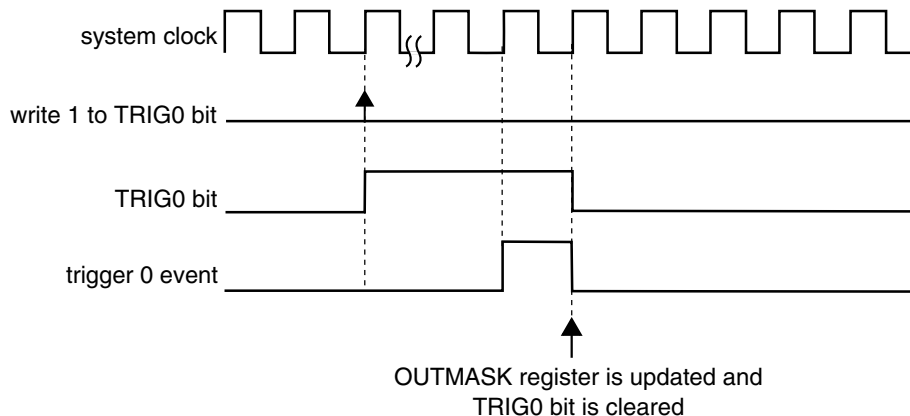 system clock
write 1 to TRIG0 bit
TRIG0 bit
trigger 0 event
OUTMASK register is updated and
TRIG0 bit is cleared